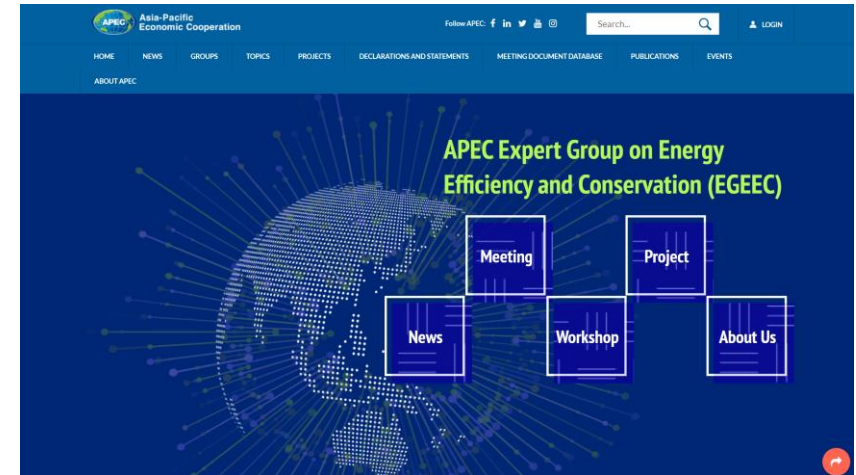 APEC
Asia-Pacific
Economic Cooperation
Follow APEC:
Search...
LOGIN
HOME NEWS GROUPS TOPICS PROJECTS DECLARATIONS AND STATEMENTS MEETING DOCUMENT DATABASE PUBLICATIONS EVENTS
ABOUT APEC
APEC Expert Group on Energy
Efficiency and Conservation (EGEEC)
Meeting
Project
News
Workshop
About Us